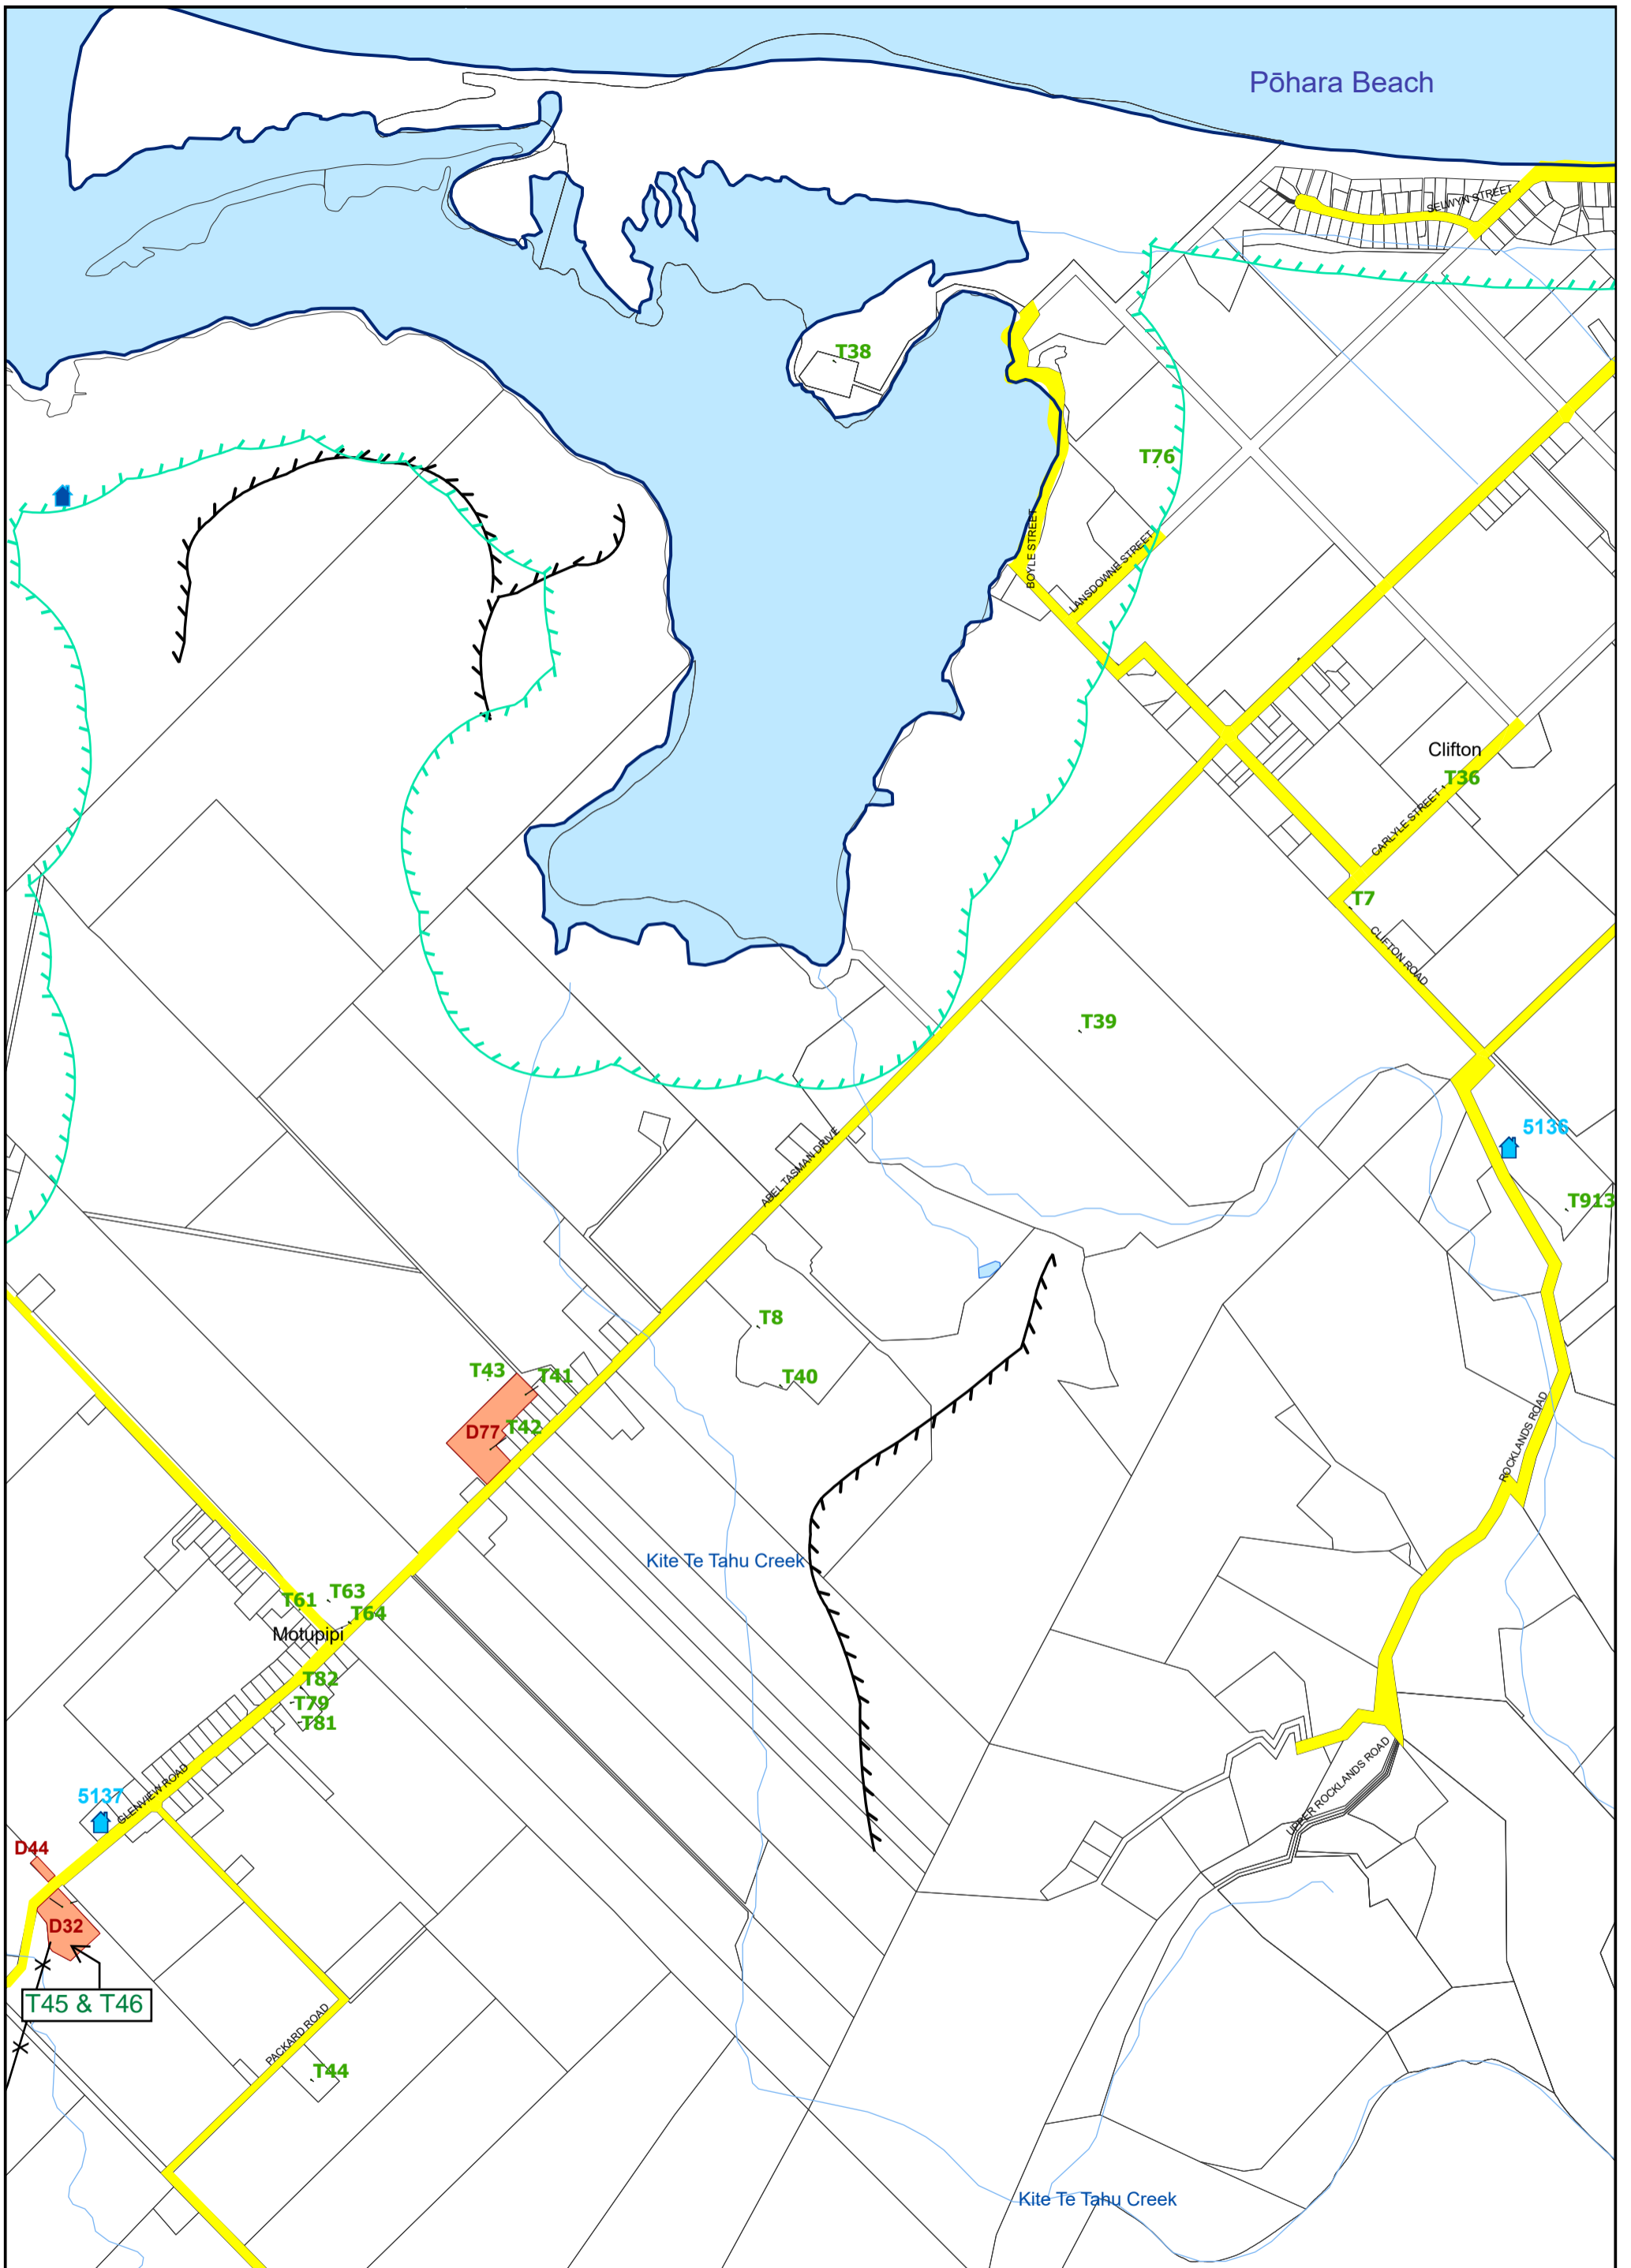 Pōhara Beach
SELWYN STREET
T38
T76
BOYLE STREET
LANSDOWNE STREET
Clifton
T36
CARLYLE STREET
T7
CLIFTON ROAD
T39
5136
ABEL TASMAN DRIVE
T913
T8
T43
T41
T40
D77
T42
ROCKLANDS ROAD
Kite Te Tahu Creek
T61
T63
T64
Motupipi
T82
T79
T81
UPPER ROCKLANDS ROAD
5137
GLENVIEW ROAD
D44
D32
T45 & T46
PACKARD ROAD
T44
Kite Te Tahu Creek